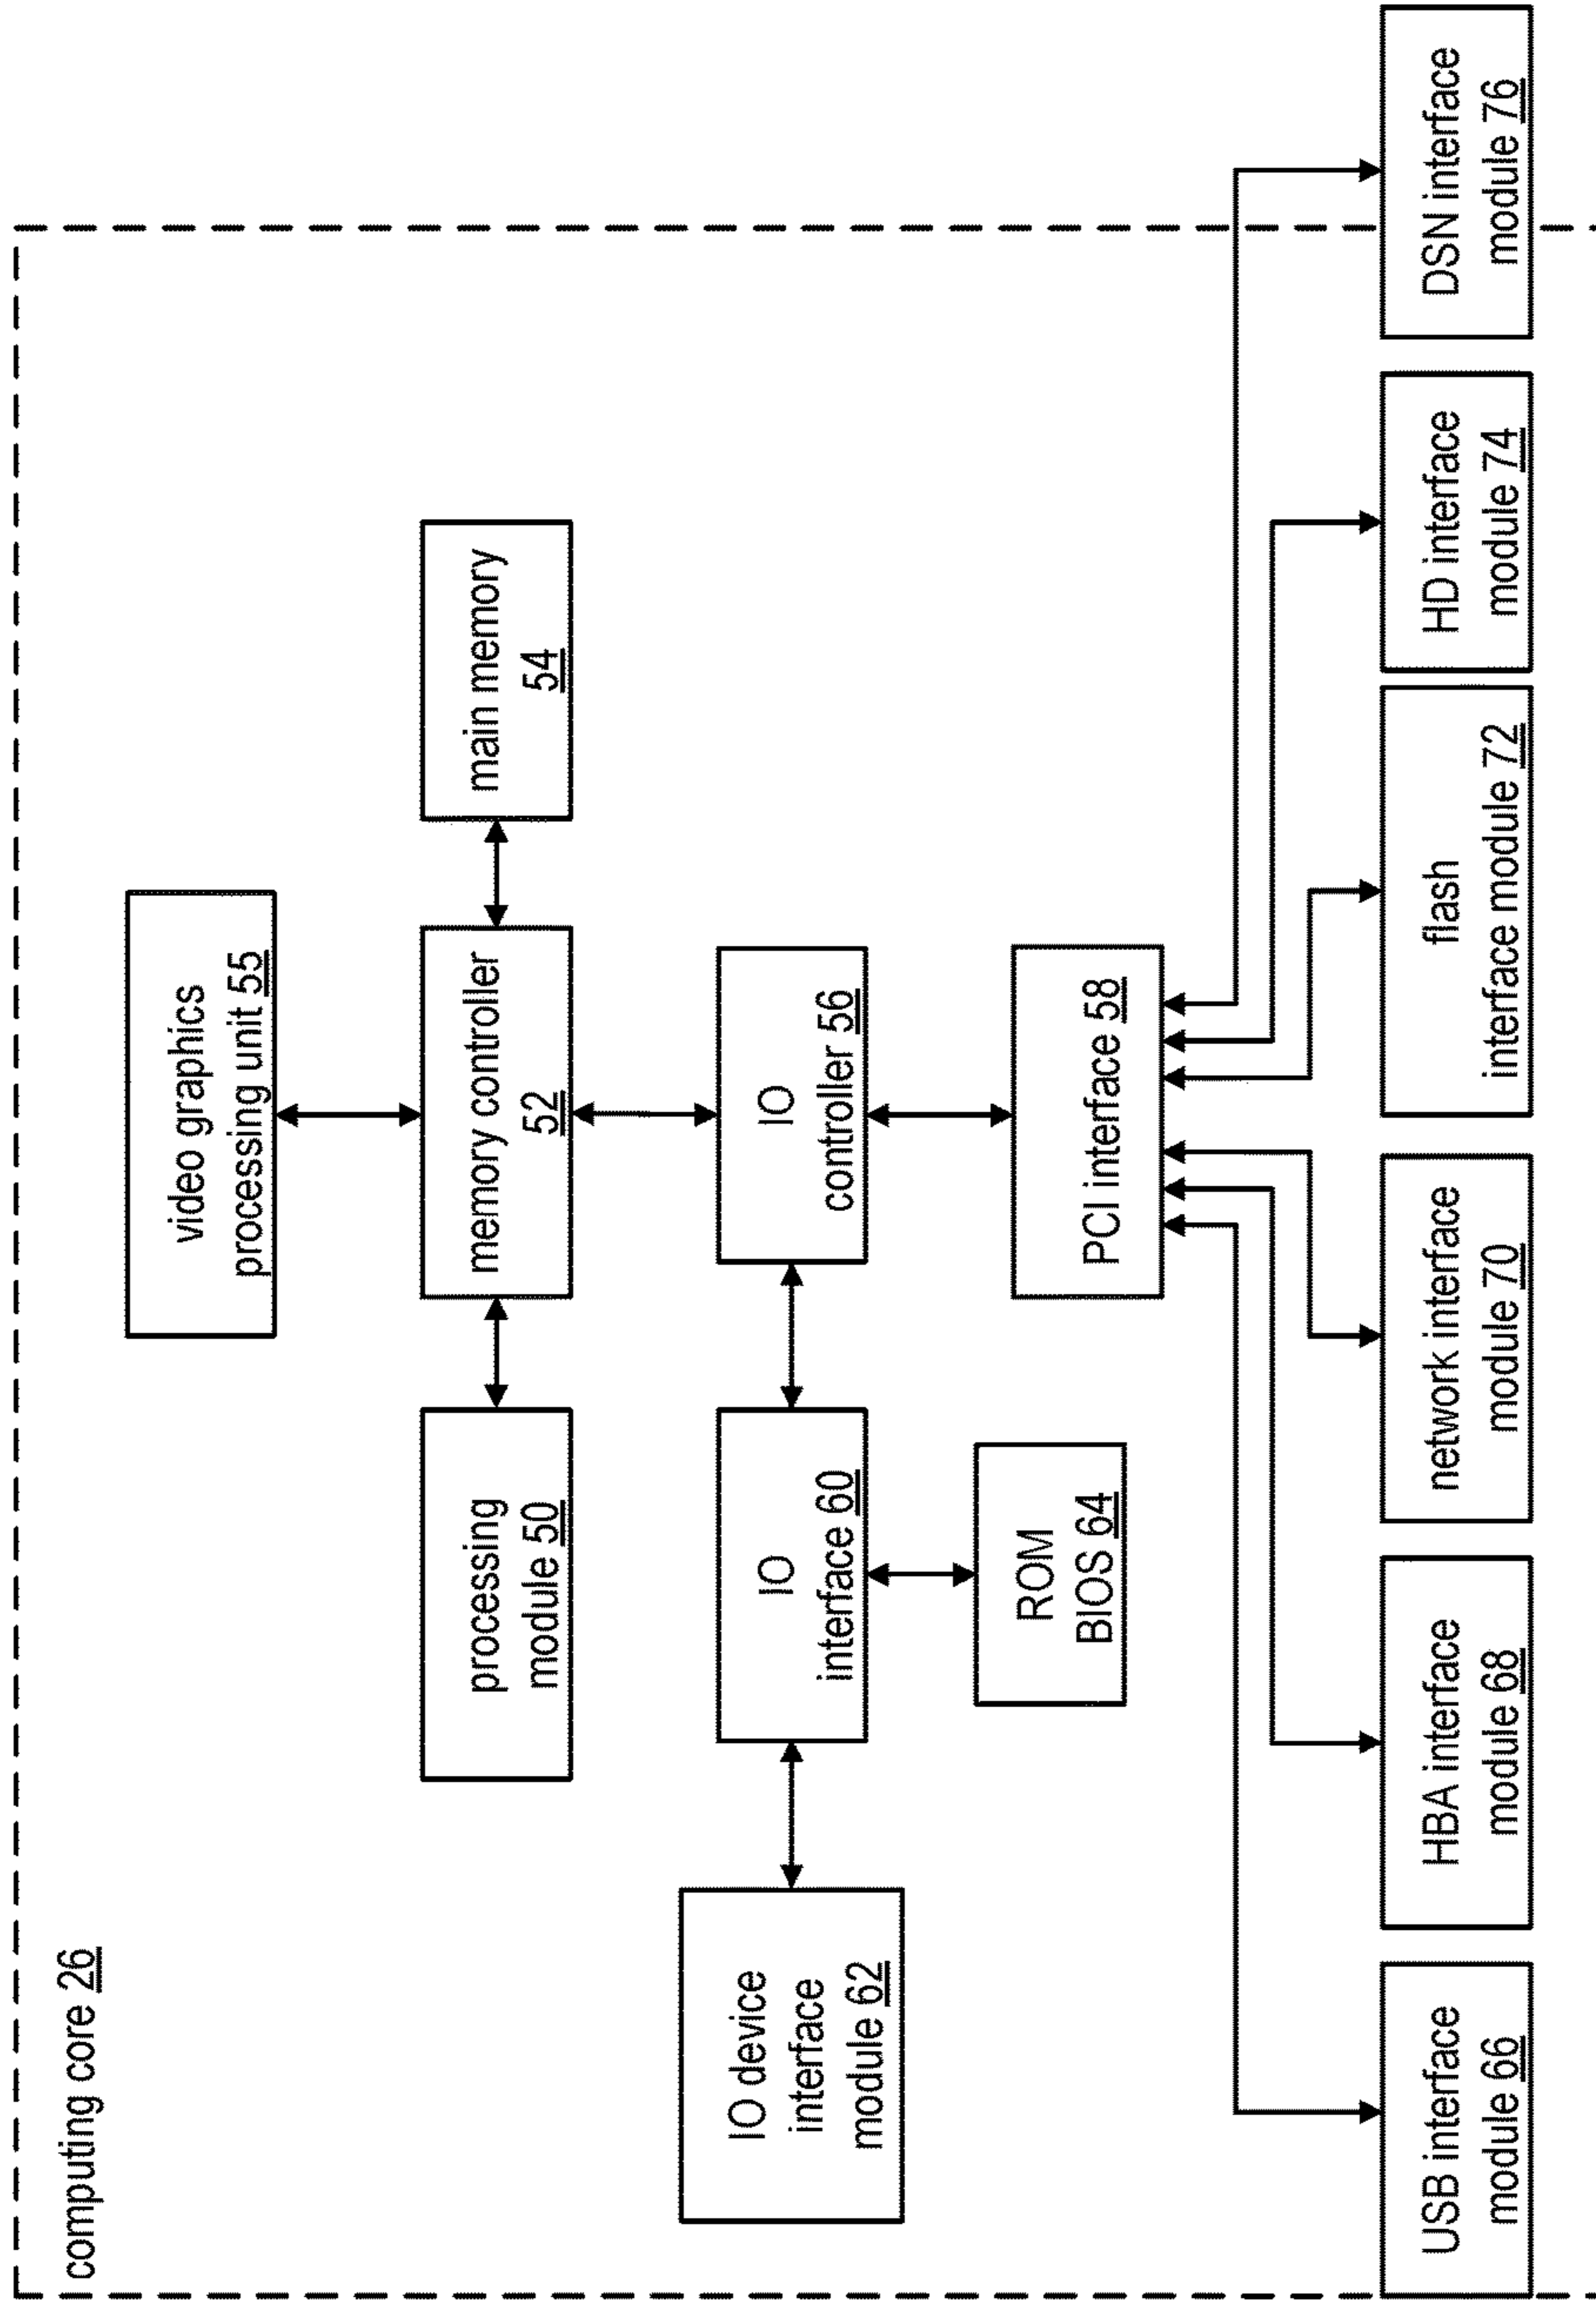 computing core 26
video graphics
processing unit 55
processing
module 50
memory controller
52
main memory
54
IO device
interface
module 62
IO
interface 60
IO
controller 56
ROM
BIOS 64
PCI interface 58
USB interface
module 66
HBA interface
module 68
network interface
module 70
flash
interface module 72
HD interface
module 74
DSN interface
module 76